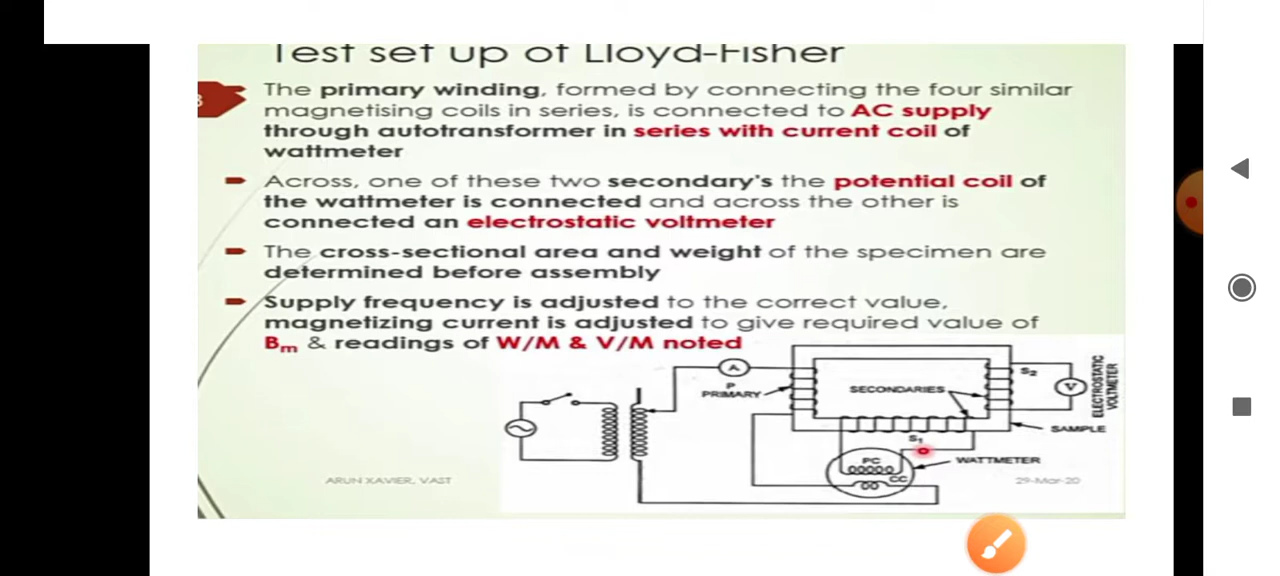 Test set up of Lloyd-Fisher
The primary winding, formed by connecting the four similar
magnetising coils in series, is connected to AC supply
through autotransformer in series with current coil of
wattmeter
Across, one of these two secondary's the potential coil of
the wattmeter is connected and across the other is
connected an electrostatic voltmeter
The cross-sectional area and weight of the specimen are
determined before assembly
Supply frequency is adjusted to the correct value,
magnetizing current is adjusted to give required value of
Bm & readings of W/M & V/M noted
A
P
PRIMARY
SECONDARIES
S2
V
ELECTROSTATIC
VOLTMETER
SAMPLE
S1
PC
CC
WATTMETER
ARUN XAVIER, VAST
29-Mar-20